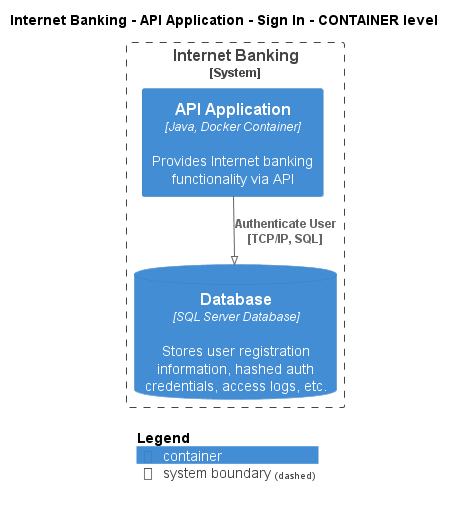 Internet Banking - API Application - Sign In - CONTAINER level
Internet Banking
[System]
API Application
[Java, Docker Container]
Provides Internet banking
functionality via API
Authenticate User
[TCP/IP, SQL]
Database
[SQL Server Database]
Stores user registration
information, hashed auth
credentials, access logs, etc.
Legend
container
system boundary (dashed)